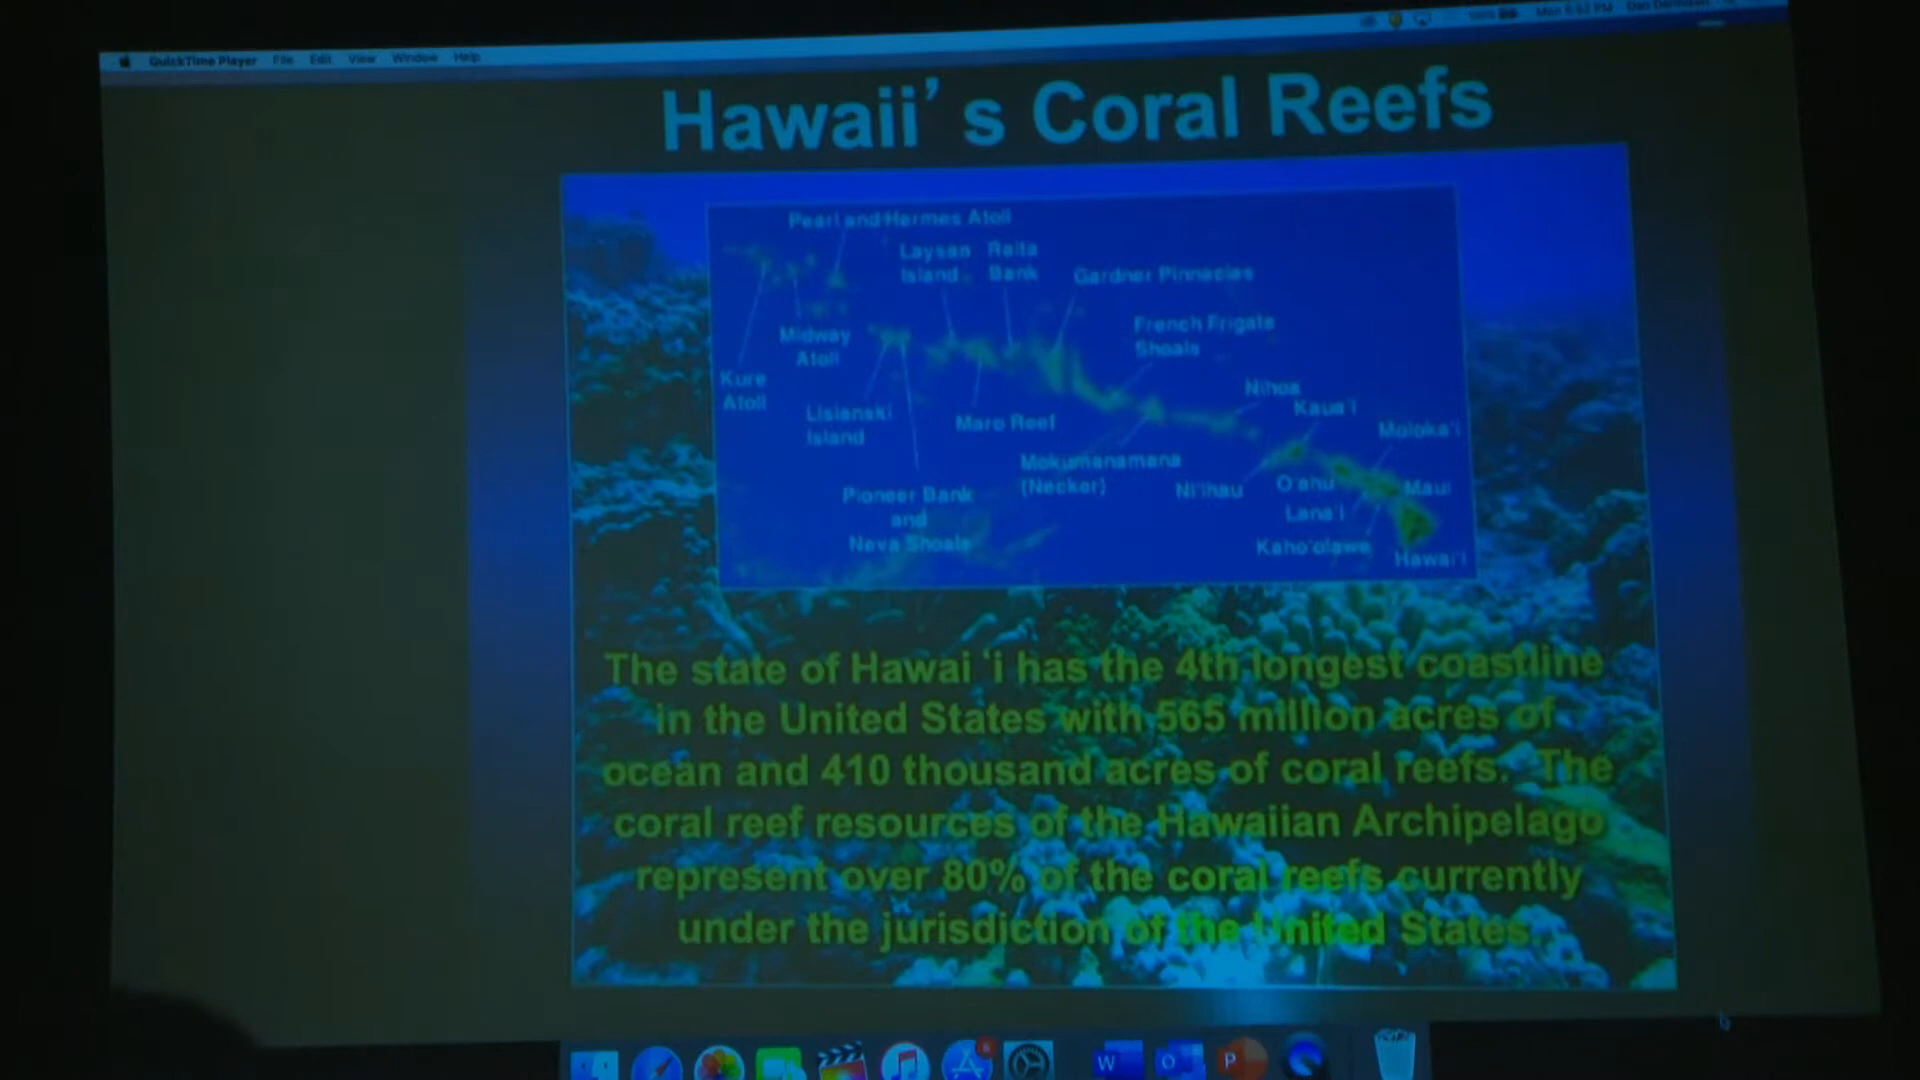 QuickTime Player File Edit View Window Help
Hawaii's Coral Reefs
Pearl and Hermes Atoll
Laysan
Island
Raita
Bank
Gardner Pinnacles
French Frigate
Shoals
Midway
Atoll
Kure
Atoll
Lisianski
Island
Maro Reef
Nihoa
Kaua'i
Moloka'i
Mokumanamana
(Necker)
Ni'ihau
O'ahu
Maui
Lana'i
Pioneer Bank
and
Neva Shoals
Kaho'olawe
Hawai'i
The state of Hawai 'i has the 4th longest coastline
in the United States with 565 million acres of
ocean and 410 thousand acres of coral reefs. The
coral reef resources of the Hawaiian Archipelago
represent over 80% of the coral reefs currently
under the jurisdiction of the United States.
W
O
P